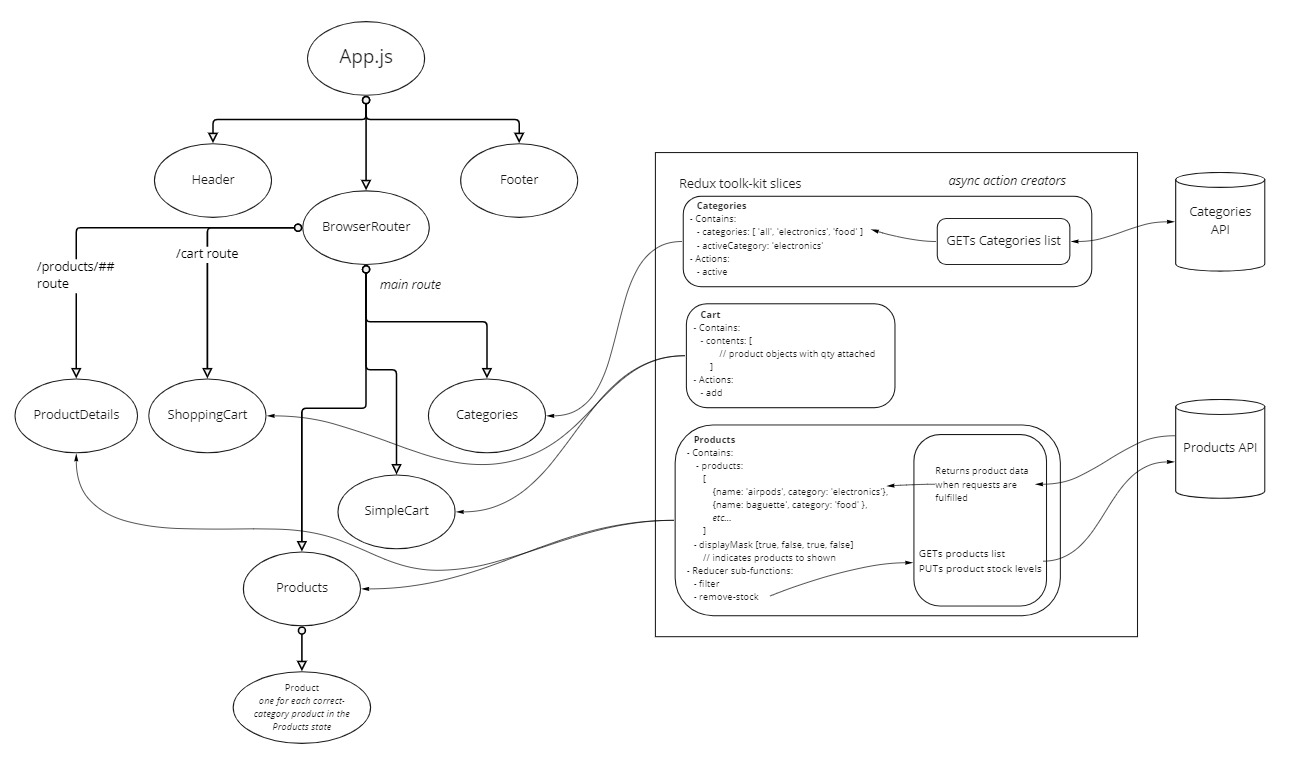 App.js
Header
Footer
BrowserRouter
/products/##
route
/cart route
main route
ProductDetails
ShoppingCart
Categories
SimpleCart
Products
Product
one for each correct-
category product in the
Products state
Redux toolk-kit slices
async action creators
Categories
- Contains:
- categories: [ 'all', 'electronics', 'food' ]
- activeCategory: 'electronics'
- Actions:
- active
GETs Categories list
Categories
API
Cart
- Contains:
- contents: [
// product objects with qty attached
]
- Actions:
- add
Products
- Contains:
- products:
[
{name: 'airpods', category: 'electronics'},
{name: baguette', category: 'food' },
etc...
]
- displayMask [true, false, true, false]
// indicates products to shown
- Reducer sub-functions:
- filter
- remove-stock
Returns product data
when requests are
fulfilled
GETs products list
PUTs product stock levels
Products API